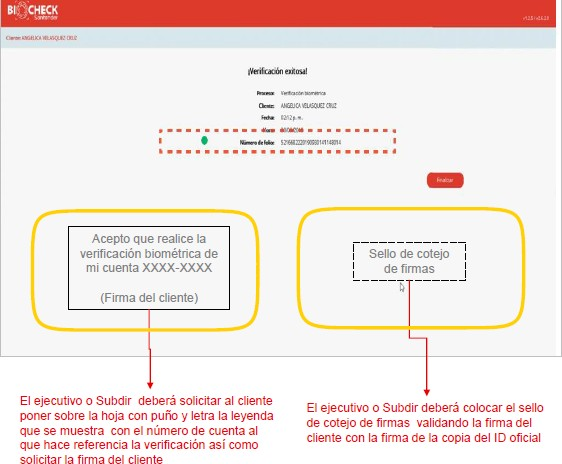 BIOCHECK
Santander
Cliente: ANGELICA VELASQUEZ CRUZ
¡Verificación exitosa!
Proceso: Verificación biométrica
Cliente: ANGELICA VELASQUEZ CRUZ
Fecha: 02:12 p. m.
Número de folio:
Finalizar
Acepto que realice la
verificación biométrica de
mi cuenta XXXX-XXXX
(Firma del cliente)
Sello de cotejo
de firmas
El ejecutivo o Subdir deberá solicitar al cliente
poner sobre la hoja con puño y letra la leyenda
que se muestra con el número de cuenta al
que hace referencia la verificación así como
solicitar la firma del cliente
El ejecutivo o Subdir deberá colocar el sello
de cotejo de firmas validando la firma del
cliente con la firma de la copia del ID oficial